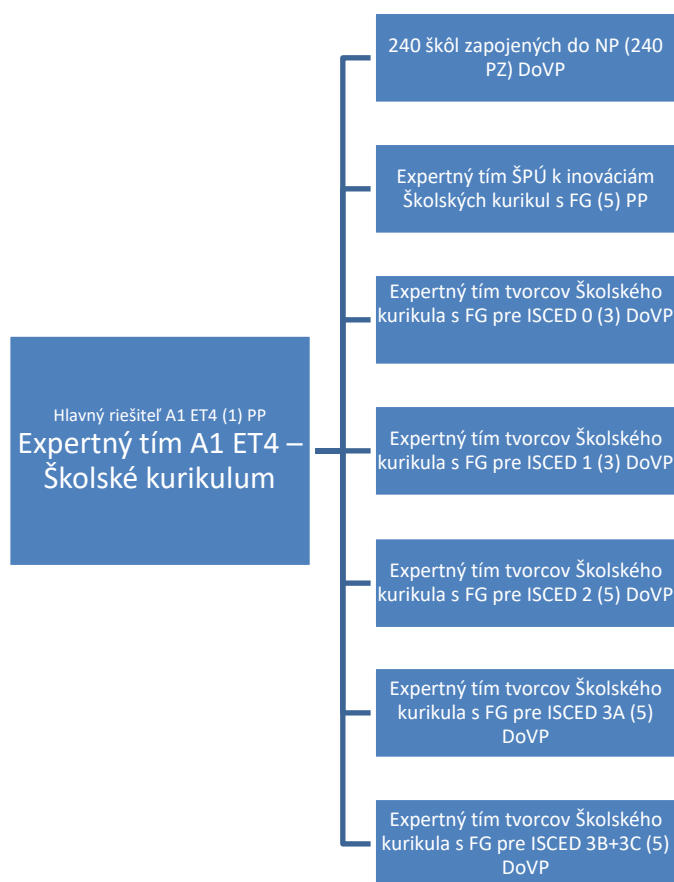 240 škôl zapojených do NP (240
PZ) DoVP
Expertný tím ŠPÚ k inováciám
Školských kurikul s FG (5) PP
Expertný tím tvorcov Školského
kurikula s FG pre ISCED 0 (3) DoVP
Hlavný riešiteľ A1 ET4 (1) PP
Expertný tím A1 ET4 –
Školské kurikulum
Expertný tím tvorcov Školského
kurikula s FG pre ISCED 1 (3) DoVP
Expertný tím tvorcov Školského
kurikula s FG pre ISCED 2 (5) DoVP
Expertný tím tvorcov Školského
kurikula s FG pre ISCED 3A (5)
DoVP
Expertný tím tvorcov Školského
kurikula s FG pre ISCED 3B+3C (5)
DoVP